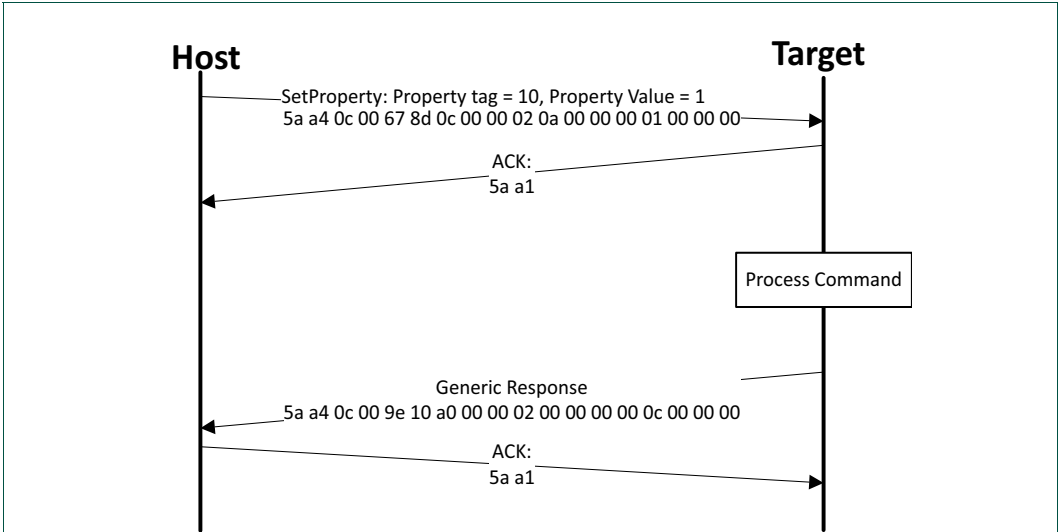 Host
Target
SetProperty: Property tag = 10, Property Value = 1
5a a4 0c 00 67 8d 0c 00 00 02 0a 00 00 00 01 00 00 00
ACK:
5a a1
Process Command
Generic Response
5a a4 0c 00 9e 10 a0 00 00 02 00 00 00 00 0c 00 00 00
ACK:
5a a1